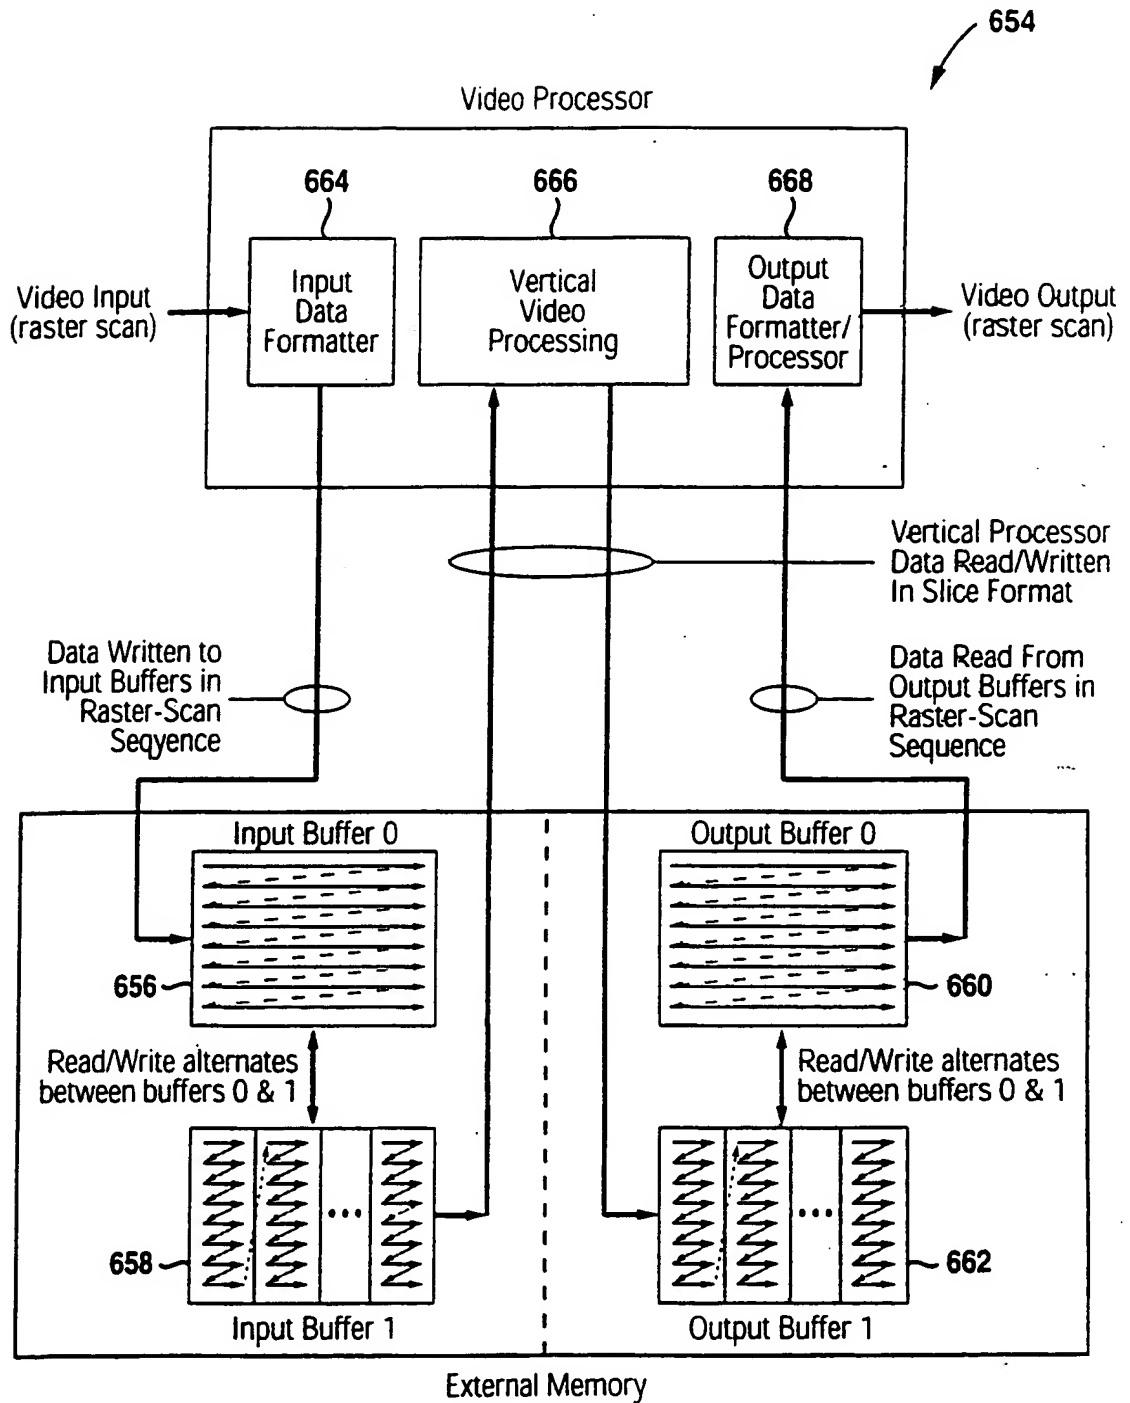 654
Video Processor
664
666
668
Video Input
(raster scan)
Input
Data
Formatter
Vertical
Video
Processing
Output
Data
Formatter/
Processor
Video Output
(raster scan)
Vertical Processor
Data Read/Written
In Slice Format
Data Written to
Input Buffers in
Raster-Scan
Seqyence
Data Read From
Output Buffers in
Raster-Scan
Sequence
Input Buffer 0
Output Buffer 0
656
660
Read/Write alternates
between buffers 0 & 1
Read/Write alternates
between buffers 0 & 1
658
662
Input Buffer 1
Output Buffer 1
External Memory